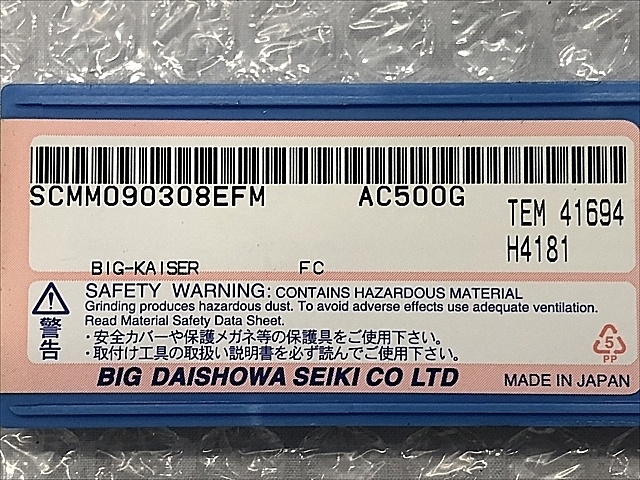 SCMM090308EFM AC500G
TEM 41694
H4181
BIG-KAISER FC
SAFETY WARNING: CONTAINS HAZARDOUS MATERIAL
Grinding produces hazardous dust. To avoid adverse effects use adequate ventilation.
Read Material Safety Data Sheet.
警告
・安全カバーや保護メガネ等の保護具をご使用下さい。
・取付け工具の取扱い説明書を必ず読んでご使用下さい。
5
PP
BIG DAISHOWA SEIKI CO LTD
MADE IN JAPAN